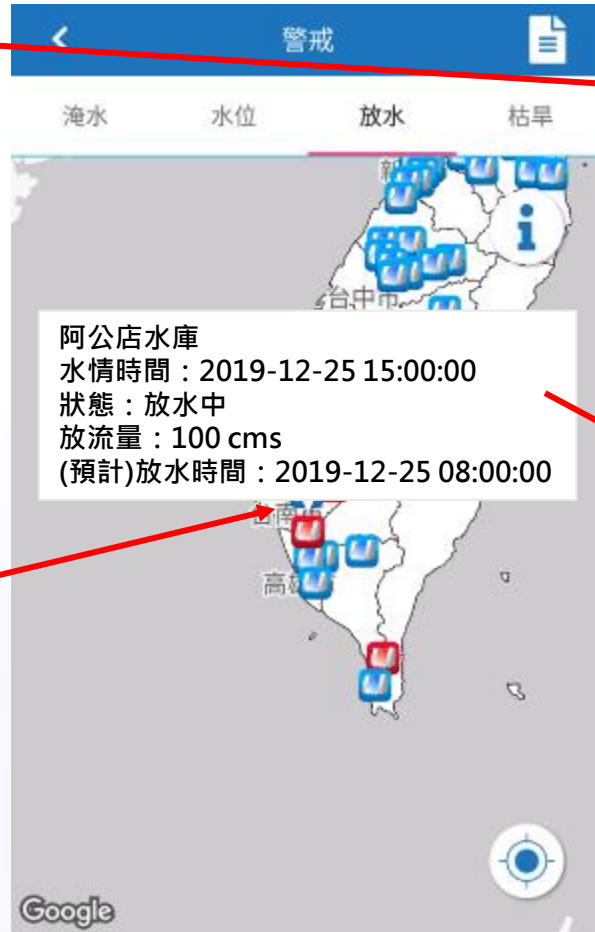 警戒
淹水 水位 放水 枯旱
新
台中市
阿公店水庫
水情時間：2019-12-25 15:00:00
狀態：放水中
放流量：100 cms
(預計)放水時間：2019-12-25 08:00:00
台南市
高雄
Google